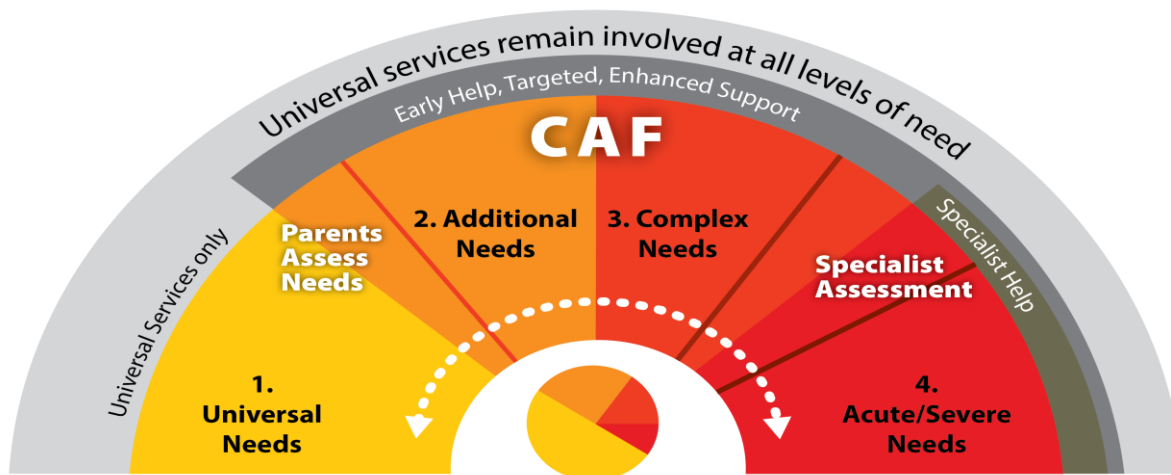 Universal services remain involved at all levels of need
Early Help, Targeted, Enhanced Support
CAF
Universal Services only
Parents
Assess
Needs
2. Additional
Needs
3. Complex
Needs
Specialist
Assessment
Specialist Help
1.
Universal
Needs
4.
Acute/Severe
Needs